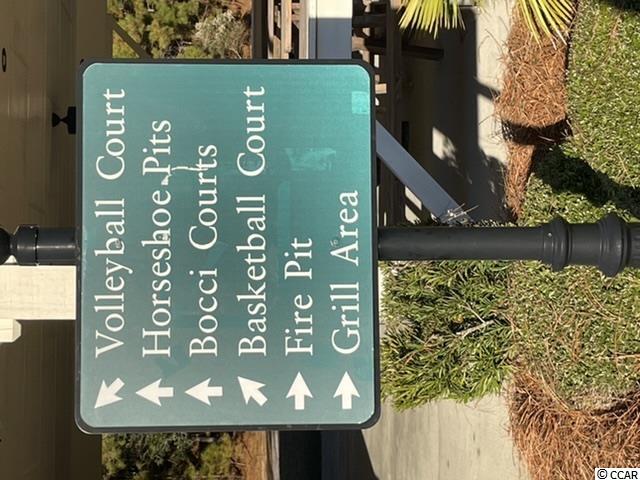 Volleyball Court
Horseshoe Pits
Bocci Courts
Basketball Court
Fire Pit
Grill Area
© CCAR